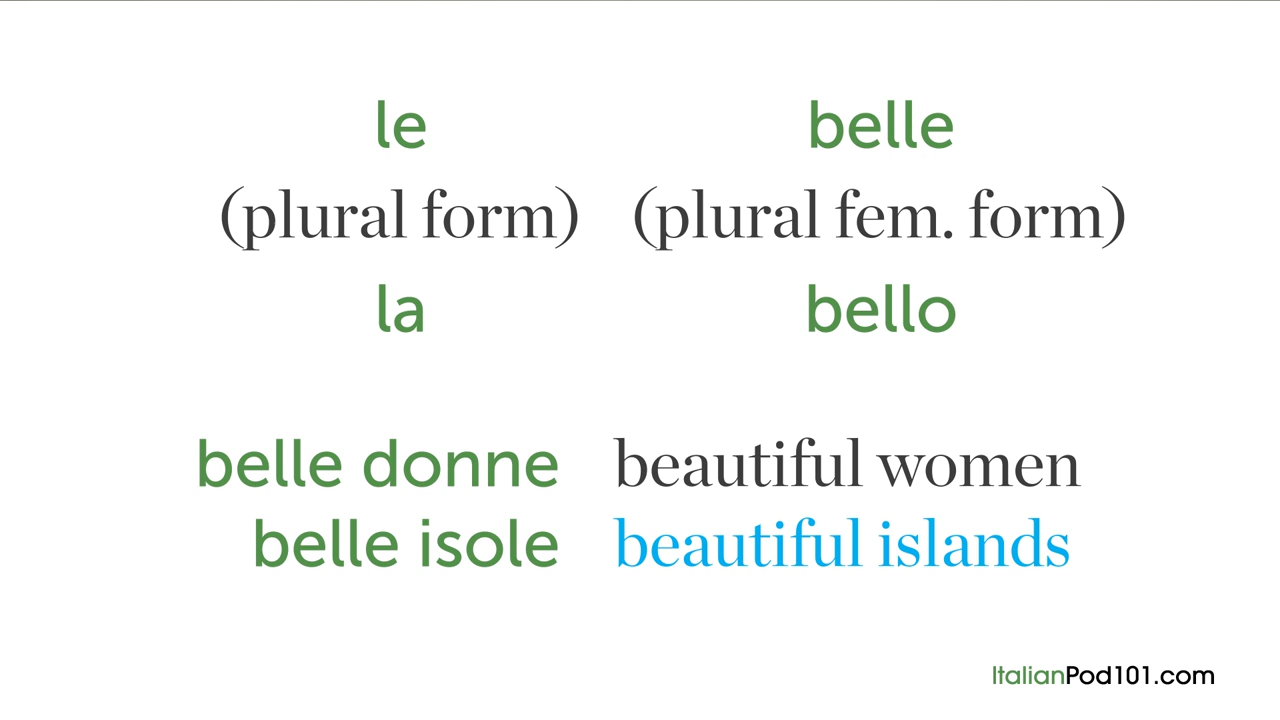 le belle
(plural form) (plural fem. form)
la bello
belle donne beautiful women
belle isole beautiful islands
ItalianPod101.com